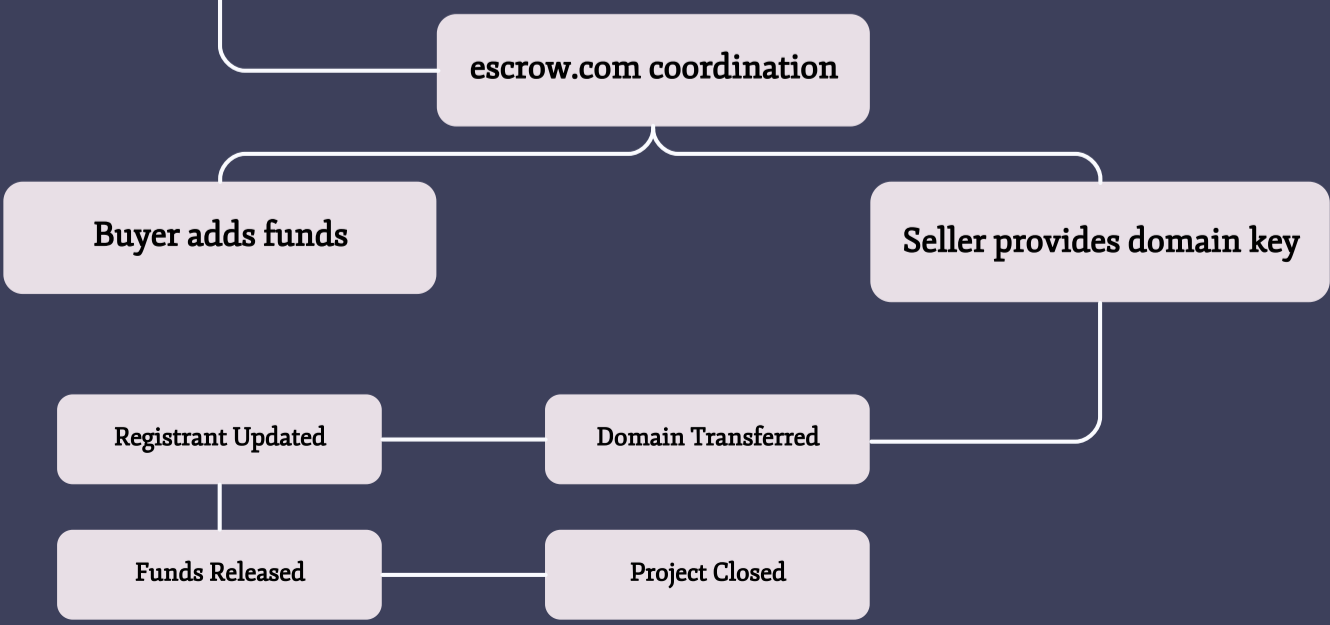 escrow.com coordination
Buyer adds funds
Seller provides domain key
Registrant Updated
Domain Transferred
Funds Released
Project Closed